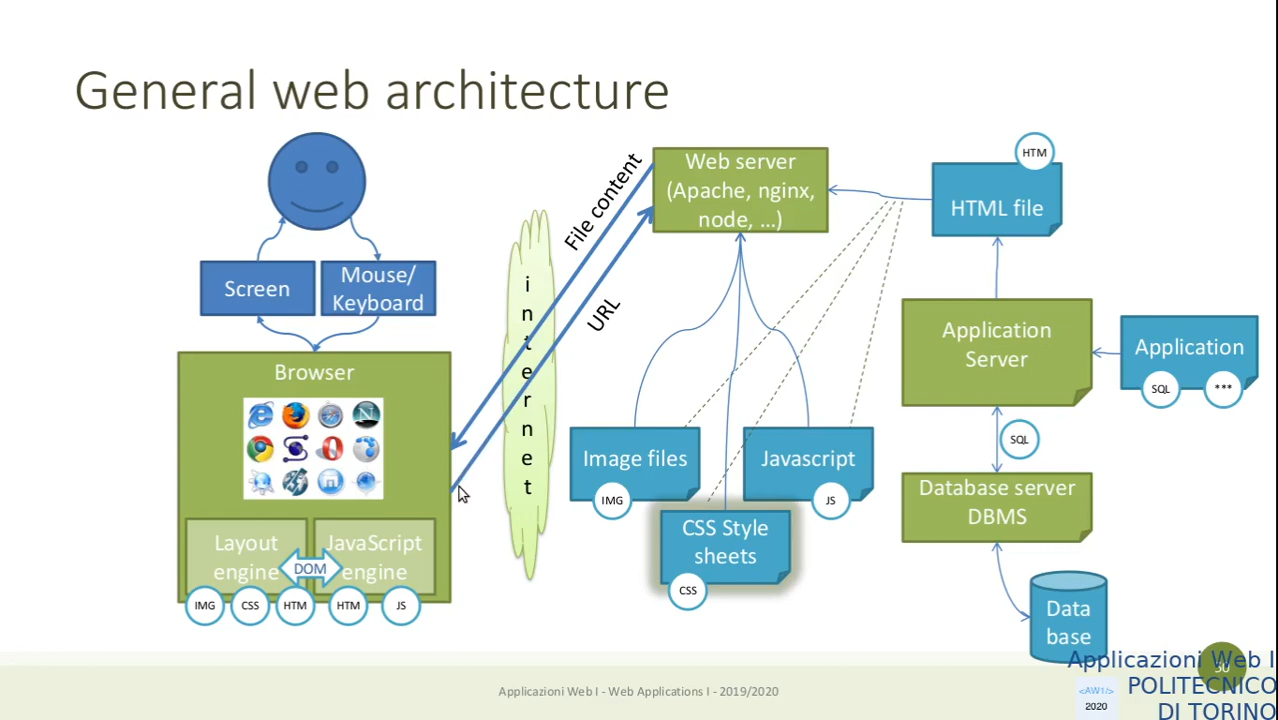 General web architecture
HTM
Web server
(Apache, nginx,
node, ...)
HTML file
File content
Screen
Mouse/
Keyboard
URL
internet
Application
Server
Application
SQL
***
Browser
SQL
Image files
IMG
Javascript
JS
Database server
DBMS
CSS Style
sheets
CSS
Layout
engine
DOM
JavaScript
engine
IMG
CSS
HTM
HTM
JS
Data
base
Applicazioni Web I - Web Applications I - 2019/2020
30
Applicazioni Web I
POLITECNICO
DI TORINO
<AW1/>
2020